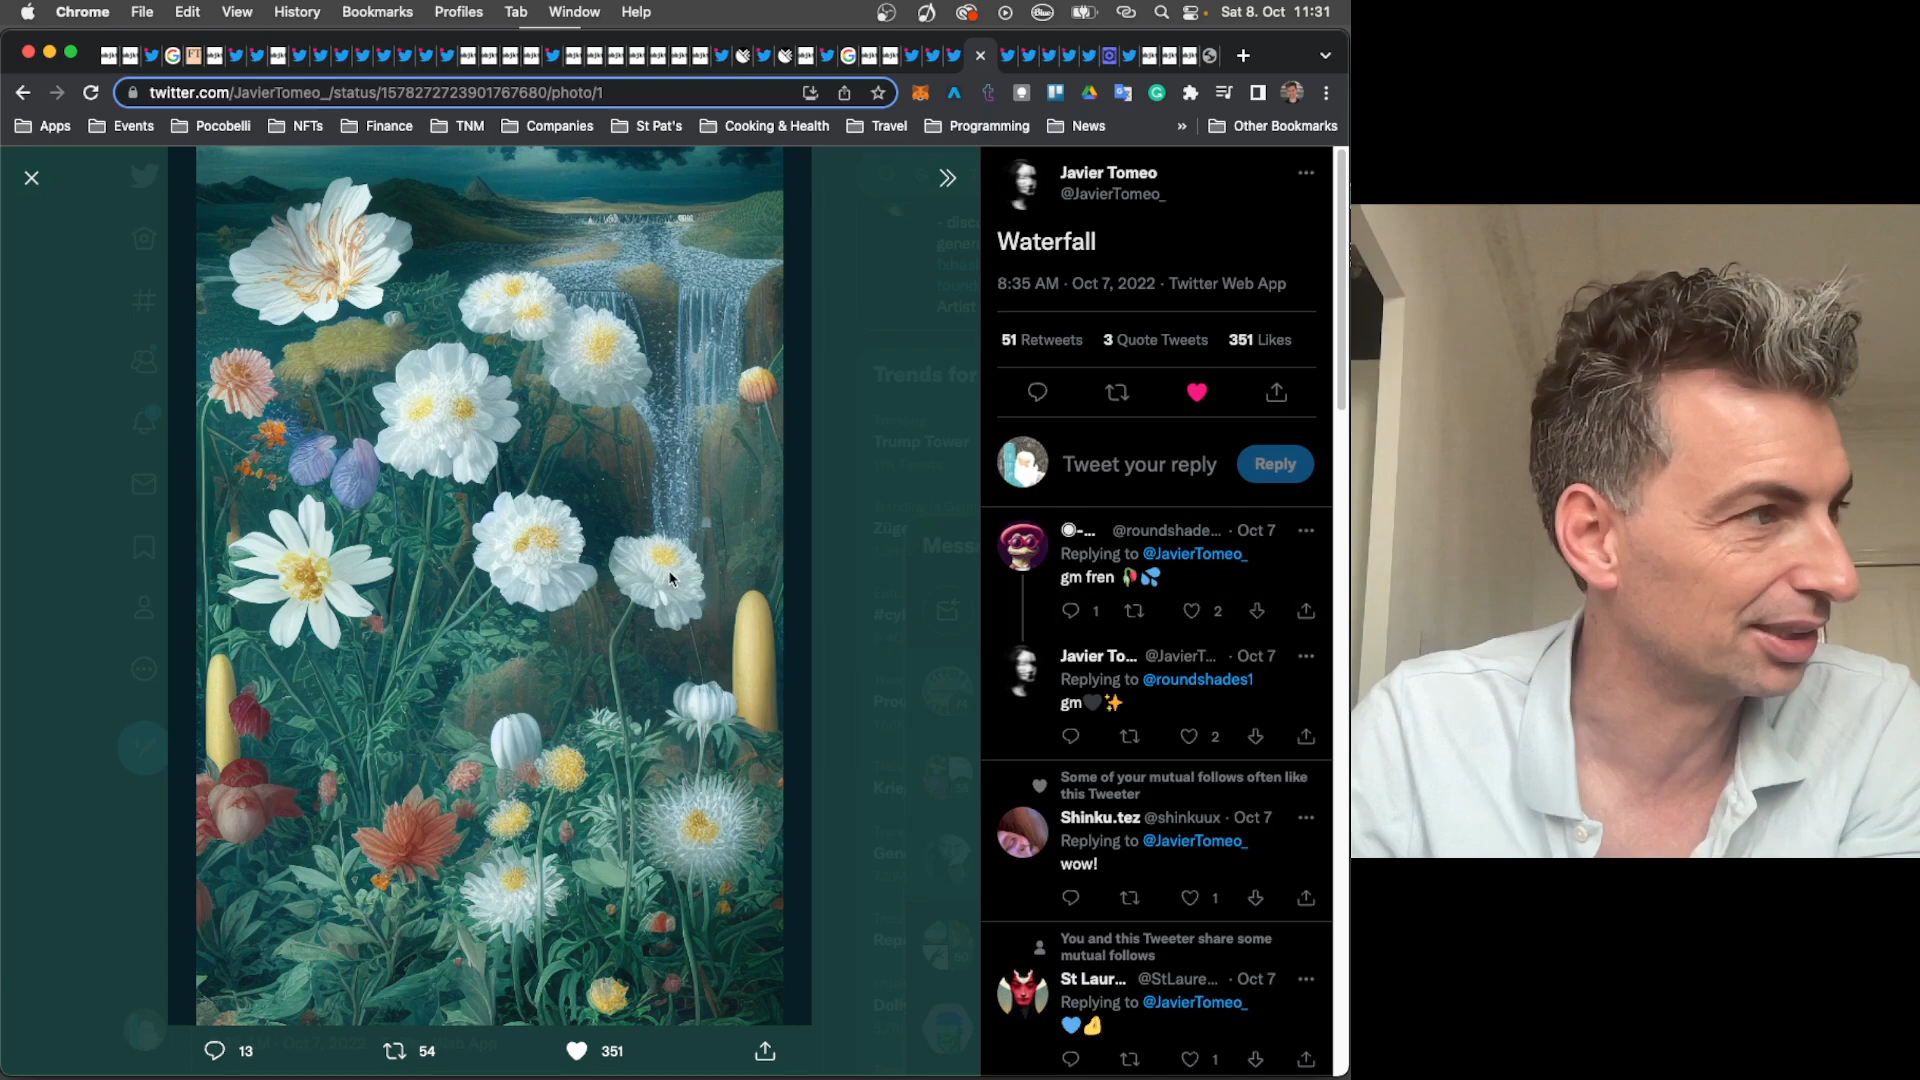 Chrome File Edit View History Bookmarks Profiles Tab Window Help Sat 8. Oct 11:31
twitter.com/JavierTomeo_/status/1578272723901767680/photo/1
Apps Events Pocobelli NFTs Finance TNM Companies St Pat's Cooking & Health Travel Programming News » Other Bookmarks
Javier Tomeo
@JavierTomeo_
Waterfall
8:35 AM · Oct 7, 2022 · Twitter Web App
51 Retweets 3 Quote Tweets 351 Likes
Tweet your reply Reply
@roundshade... · Oct 7
Replying to @JavierTomeo_
gm fren 🥀💦
1 2
Javier To... @JavierT... · Oct 7
Replying to @roundshades1
gm🖤✨
2
Some of your mutual follows often like
this Tweeter
Shinku.tez @shinkuux · Oct 7
Replying to @JavierTomeo_
wow!
1
You and this Tweeter share some
mutual follows
St Laur... @StLaure... · Oct 7
Replying to @JavierTomeo_
1
13 54 351
Trends for
Trump Tower